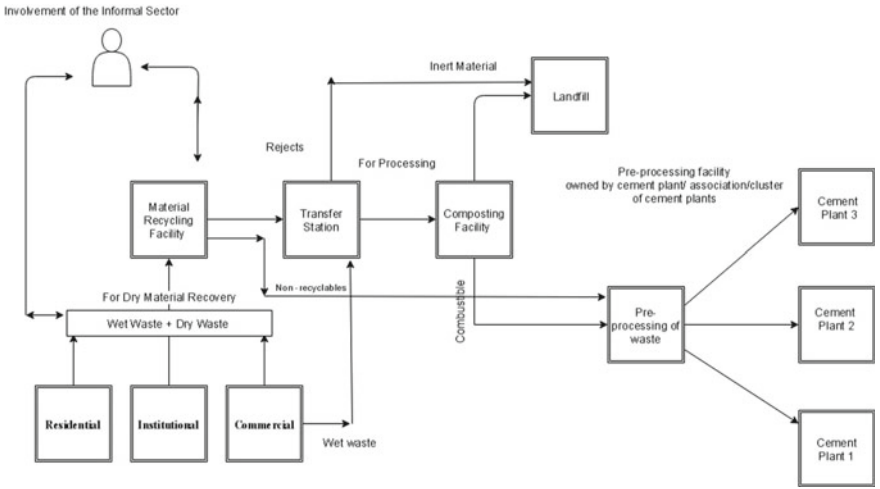 Involvement of the Informal Sector
Inert Material
Landfill
Rejects
For Processing
Pre-processing facility
owned by cement plant/ association/cluster
of cement plants
Material
Recycling
Facility
Transfer
Station
Composting
Facility
Cement
Plant 3
For Dry Material Recovery
Non - recyclables
Combustible
Wet Waste + Dry Waste
Pre-
processing of
waste
Cement
Plant 2
Residential
Institutional
Commercial
Wet waste
Cement
Plant 1